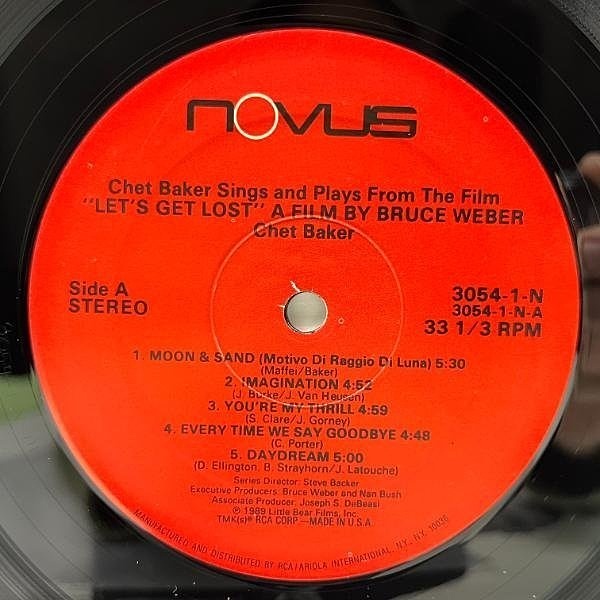 NOVUS
Chet Baker Sings and Plays From The Film
"LET'S GET LOST" A FILM BY BRUCE WEBER
Chet Baker
Side A
STEREO
3054-1-N
3054-1-N-A
33 1/3 RPM
1. MOON & SAND (Motivo Di Raggio Di Luna) 5:30
(Maffei/Baker)
2. IMAGINATION 4:52
(J. Burke/J. Van Heusen)
3. YOU'RE MY THRILL 4:59
(S. Clare/J. Gorney)
4. EVERY TIME WE SAY GOODBYE 4:48
(C. Porter)
5. DAYDREAM 5:00
(D. Ellington, B. Strayhorn/J. Latouche)
Series Director: Steve Backer
Executive Producers: Bruce Weber and Nan Bush
Associate Producer: Joseph S. DeBeasi
℗ 1989 Little Bear Films, Inc.
TMK(s) ® RCA CORP—MADE IN U.S.A.
MANUFACTURED AND DISTRIBUTED BY RCA/ARIOLA INTERNATIONAL, NY, NY. 10036